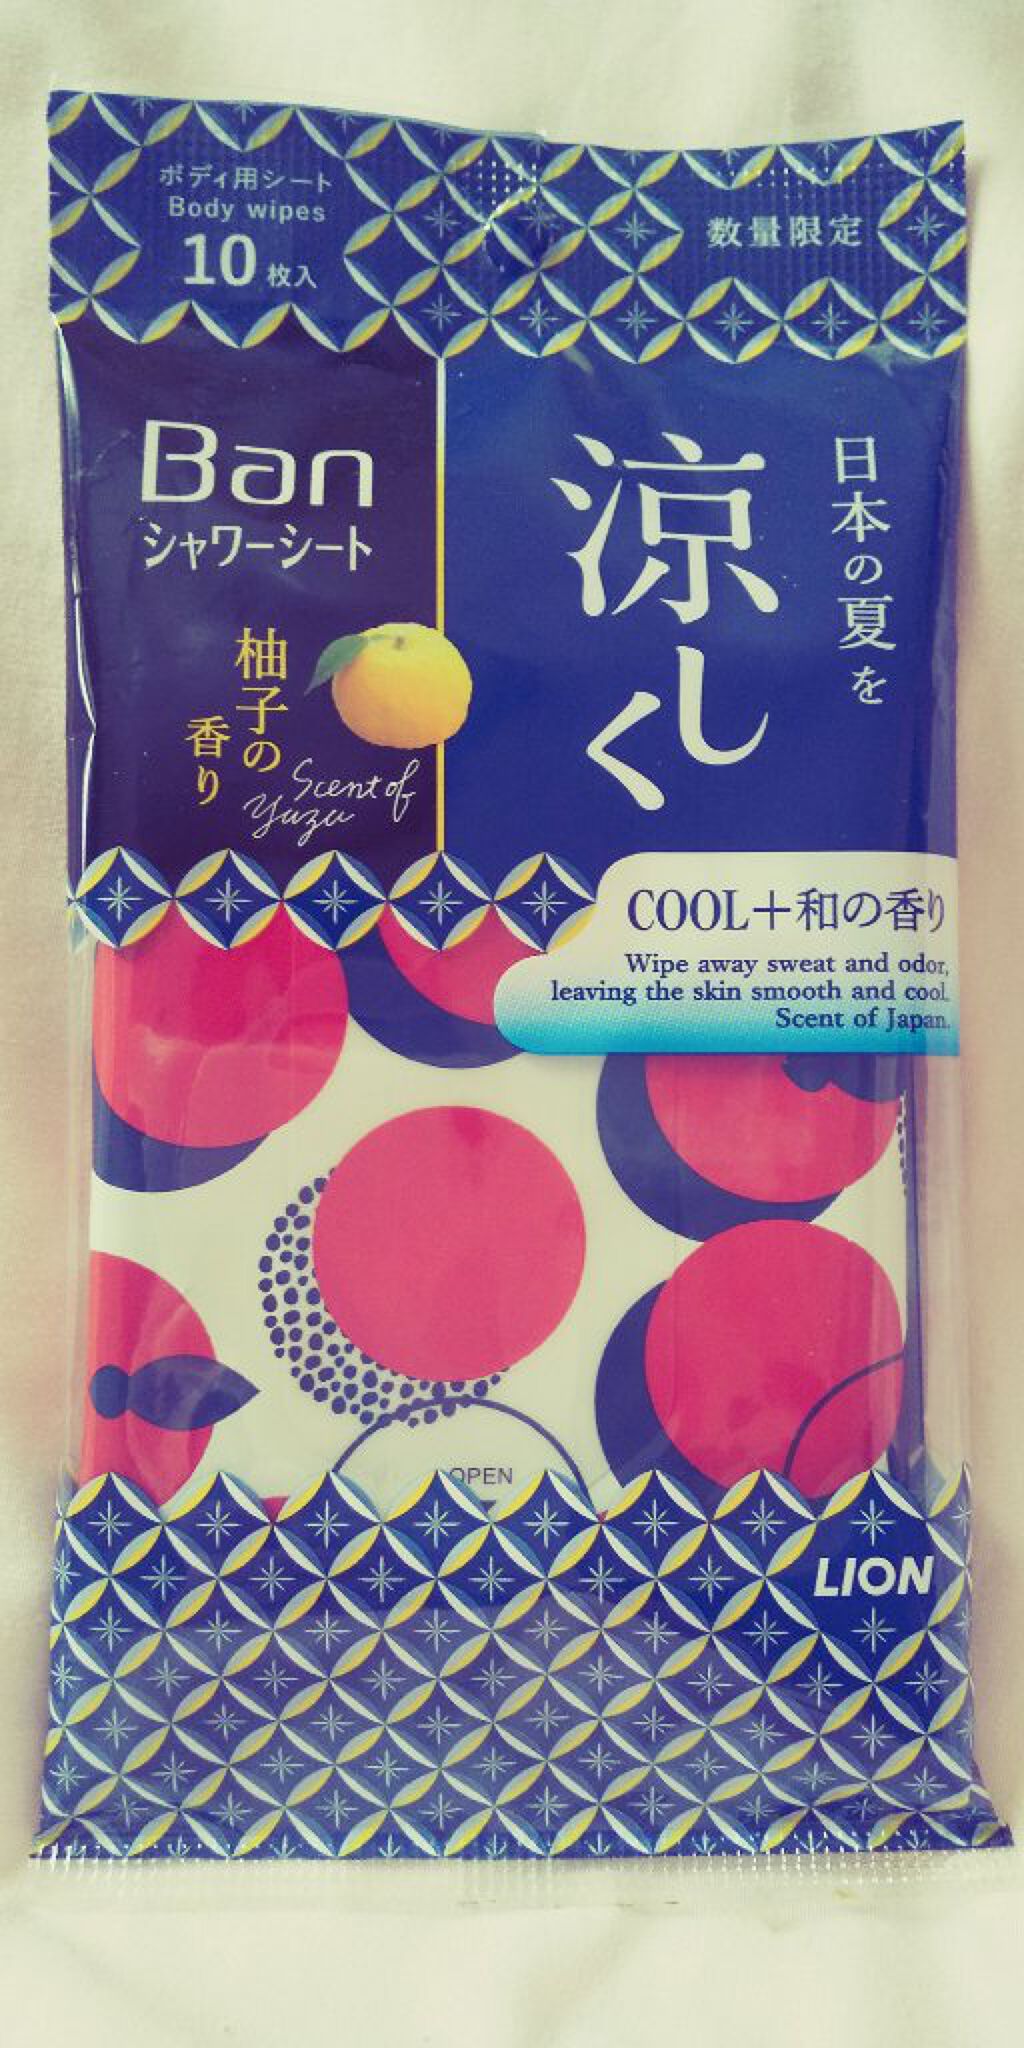 ボディ用シート
Body wipes
10枚入
数量限定
Ban
シャワーシート
柚子の
香り
Scent of
Yuzu
日本の夏を
涼しく
COOL+和の香り
Wipe away sweat and odor,
leaving the skin smooth and cool.
Scent of Japan.
OPEN
LION